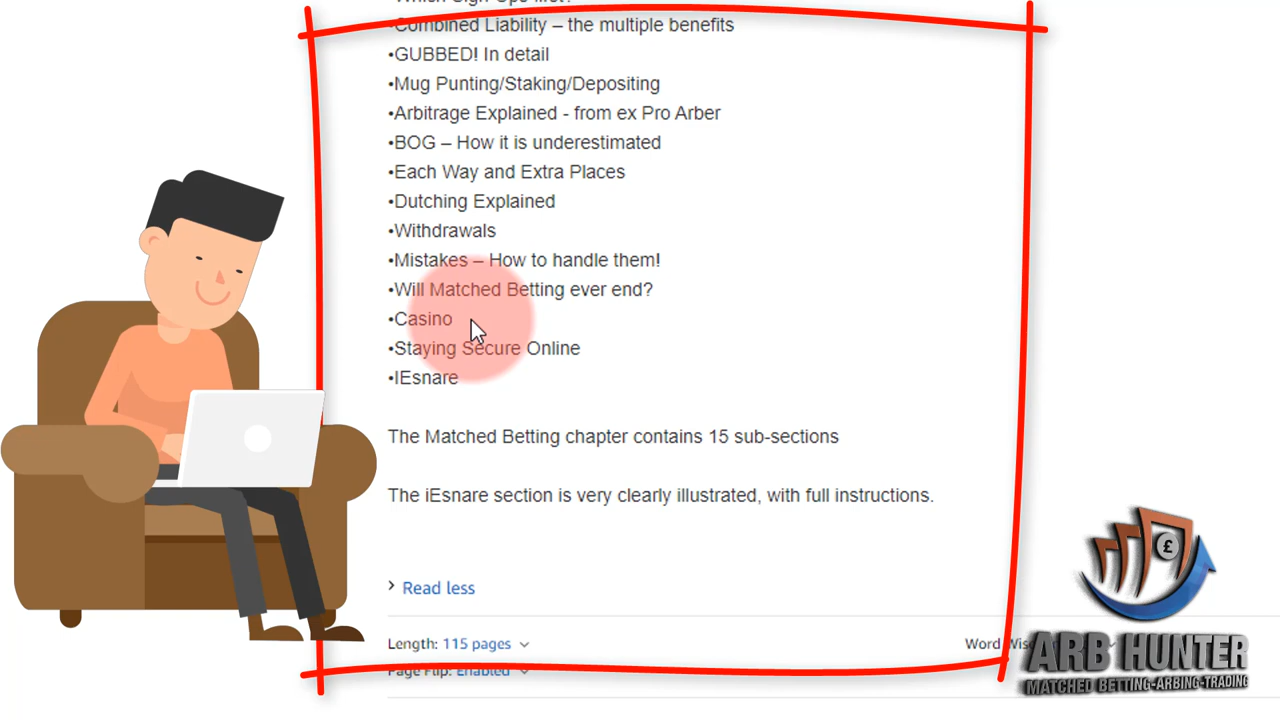 •Combined Liability – the multiple benefits
•GUBBED! In detail
•Mug Punting/Staking/Depositing
•Arbitrage Explained - from ex Pro Arber
•BOG – How it is underestimated
•Each Way and Extra Places
•Dutching Explained
•Withdrawals
•Mistakes – How to handle them!
•Will Matched Betting ever end?
•Casino
•Staying Secure Online
•IEsnare
The Matched Betting chapter contains 15 sub-sections
The iEsnare section is very clearly illustrated, with full instructions.
£
Read less
Length: 115 pages
Word
ARB HUNTER
Page Flip: Enabled
MATCHED BETTING-ARBING-TRADING